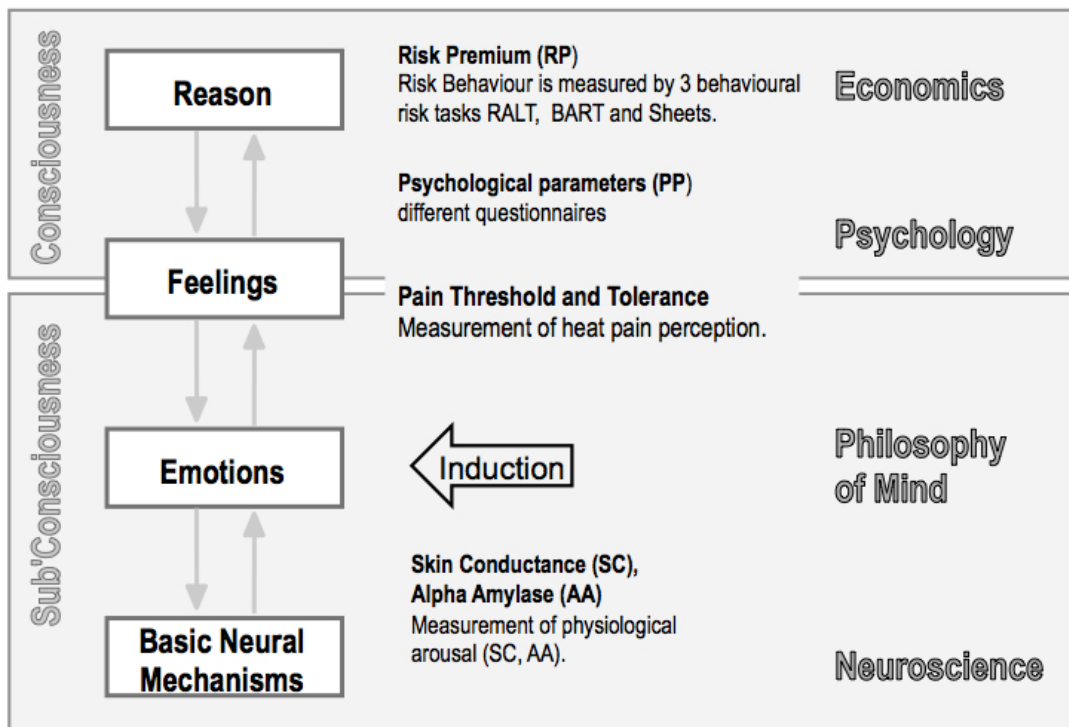 Consciousness
Reason
Risk Premium (RP)
Risk Behaviour is measured by 3 behavioural
risk tasks RALT, BART and Sheets.
Economics
Psychological parameters (PP)
different questionnaires
Psychology
Feelings
Pain Threshold and Tolerance
Measurement of heat pain perception.
Sub'Consciousness
Emotions
Induction
Philosophy
of Mind
Skin Conductance (SC),
Alpha Amylase (AA)
Measurement of physiological
arousal (SC, AA).
Basic Neural
Mechanisms
Neuroscience